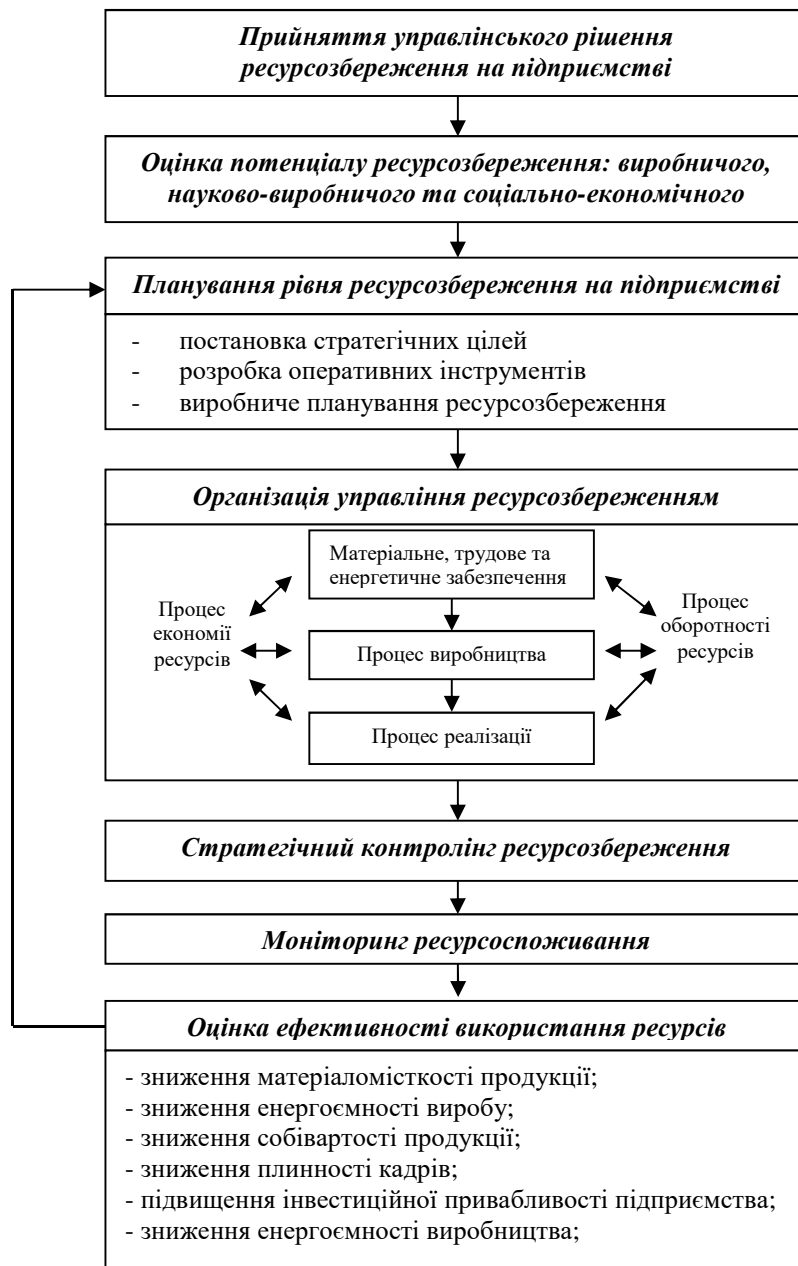 Прийняття управлінського рішення
ресурсозбереження на підприємстві
Оцінка потенціалу ресурсозбереження: виробничого,
науково-виробничого та соціально-економічного
Планування рівня ресурсозбереження на підприємстві
- постановка стратегічних цілей
- розробка оперативних інструментів
- виробниче планування ресурсозбереження
Організація управління ресурсозбереженням
Матеріальне, трудове та
енергетичне забезпечення
Процес
економії
ресурсів
Процес виробництва
Процес
оборотності
ресурсів
Процес реалізації
Стратегічний контролінг ресурсозбереження
Моніторинг ресурсоспоживання
Оцінка ефективності використання ресурсів
- зниження матеріаломісткості продукції;
- зниження енергоємності виробу;
- зниження собівартості продукції;
- зниження плинності кадрів;
- підвищення інвестиційної привабливості підприємства;
- зниження енергоємності виробництва;